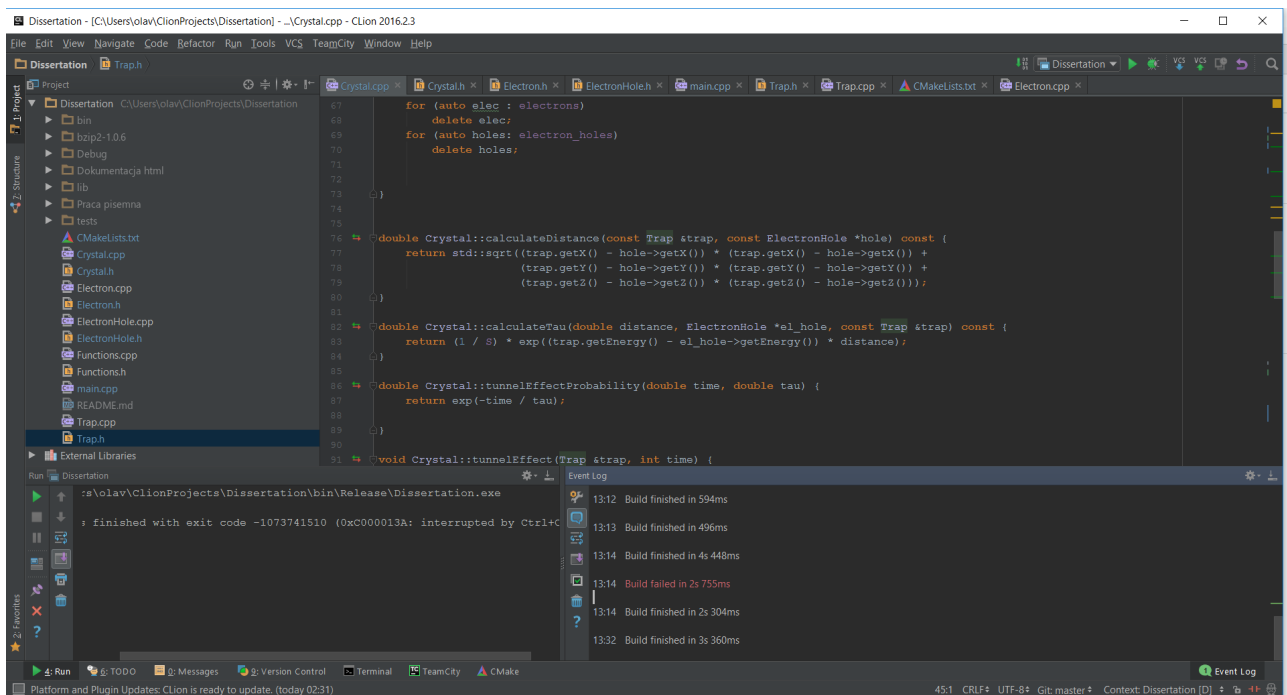 Dissertation - [C:\Users\olav\ClionProjects\Dissertation] - ...\Crystal.cpp - CLion 2016.2.3
File Edit View Navigate Code Refactor Run Tools VCS TeamCity Window Help
Dissertation Trap.h
Dissertation VCS VCS
Project
Crystal.cpp Crystal.h Electron.h ElectronHole.h main.cpp Trap.h Trap.cpp CMakeLists.txt Electron.cpp
1: Project
Z: Structure
2: Favorites
Dissertation C:\Users\olav\ClionProjects\Dissertation
bin
bzip2-1.0.6
Debug
Dokumentacja html
lib
Praca pisemna
tests
CMakeLists.txt
Crystal.cpp
Crystal.h
Electron.cpp
Electron.h
ElectronHole.cpp
ElectronHole.h
Functions.cpp
Functions.h
main.cpp
README.md
Trap.cpp
Trap.h
External Libraries
67 for (auto elec : electrons)
68 delete elec;
69 for (auto holes: electron_holes)
70 delete holes;
71
72
73 }
74
75
76 double Crystal::calculateDistance(const Trap &trap, const ElectronHole *hole) const {
77 return std::sqrt((trap.getX() - hole->getX()) * (trap.getX() - hole->getX()) +
78 (trap.getY() - hole->getY()) * (trap.getY() - hole->getY()) +
79 (trap.getZ() - hole->getZ()) * (trap.getZ() - hole->getZ()));
80 }
81
82 double Crystal::calculateTau(double distance, ElectronHole *el_hole, const Trap &trap) const {
83 return (1 / S) * exp((trap.getEnergy() - el_hole->getEnergy()) * distance);
84 }
85
86 double Crystal::tunnelEffectProbability(double time, double tau) {
87 return exp(-time / tau);
88
89 }
90
91 void Crystal::tunnelEffect(Trap &trap, int time) {
Run Dissertation
:s\olav\ClionProjects\Dissertation\bin\Release\Dissertation.exe
s finished with exit code -1073741510 (0xC000013A: interrupted by Ctrl+C
Event Log
13:12 Build finished in 594ms
13:13 Build finished in 496ms
13:14 Build finished in 4s 448ms
13:14 Build failed in 2s 755ms
13:14 Build finished in 2s 304ms
13:32 Build finished in 3s 360ms
4: Run 6: TODO 0: Messages 9: Version Control Terminal TeamCity CMake 1 Event Log
Platform and Plugin Updates: CLion is ready to update. (today 02:31) 45:1 CRLF UTF-8 Git: master Context: Dissertation [D]